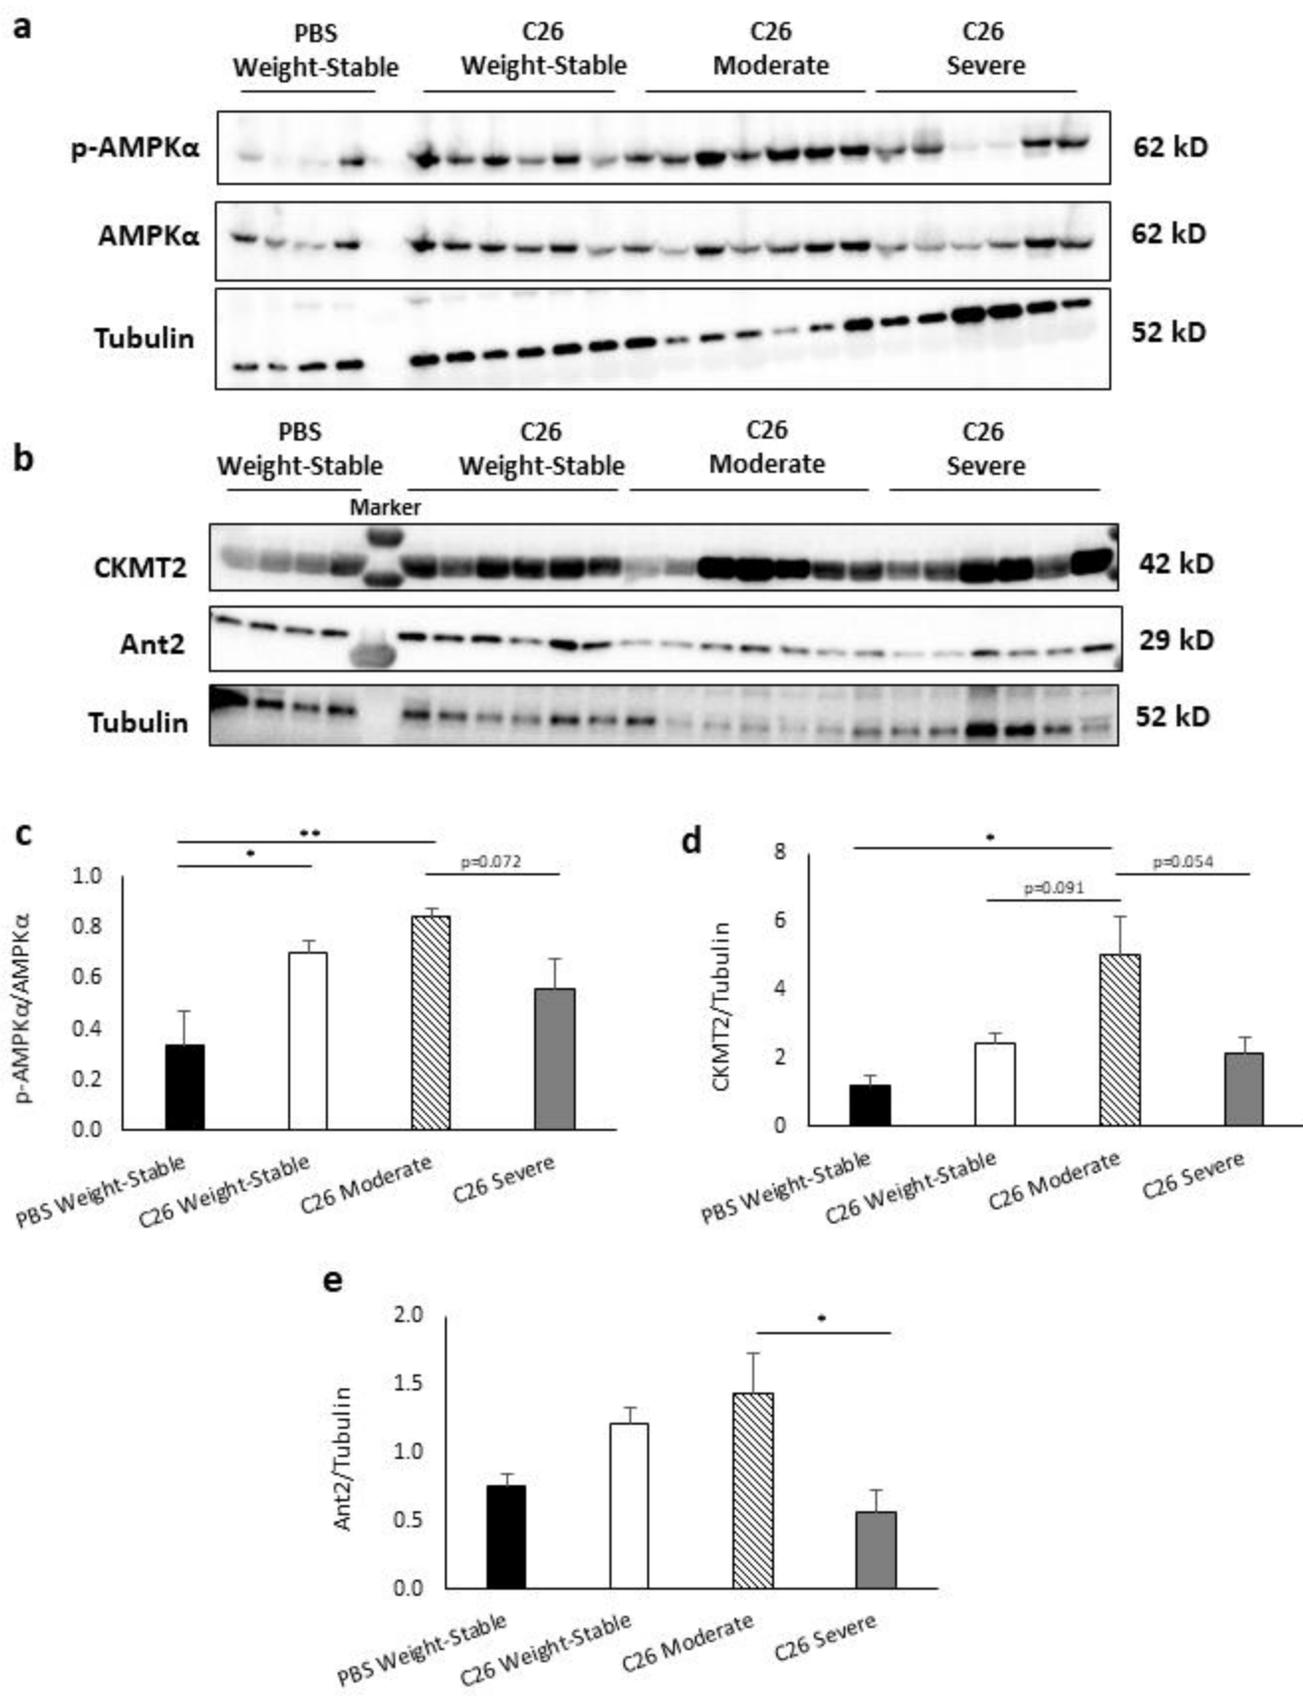 a
PBS
Weight-Stable
C26
Weight-Stable
C26
Moderate
C26
Severe
p-AMPKα
62 kD
AMPKα
62 kD
Tubulin
52 kD
b
PBS
Weight-Stable
C26
Weight-Stable
C26
Moderate
C26
Severe
Marker
CKMT2
42 kD
Ant2
29 kD
Tubulin
52 kD
c
**
*
p=0.072
p-AMPKα/AMPKα
1.0
0.8
0.6
0.4
0.2
0.0
PBS Weight-Stable
C26 Weight-Stable
C26 Moderate
C26 Severe
d
*
p=0.054
p=0.091
CKMT2/Tubulin
8
6
4
2
0
PBS Weight-Stable
C26 Weight-Stable
C26 Moderate
C26 Severe
e
*
Ant2/Tubulin
2.0
1.5
1.0
0.5
0.0
PBS Weight-Stable
C26 Weight-Stable
C26 Moderate
C26 Severe